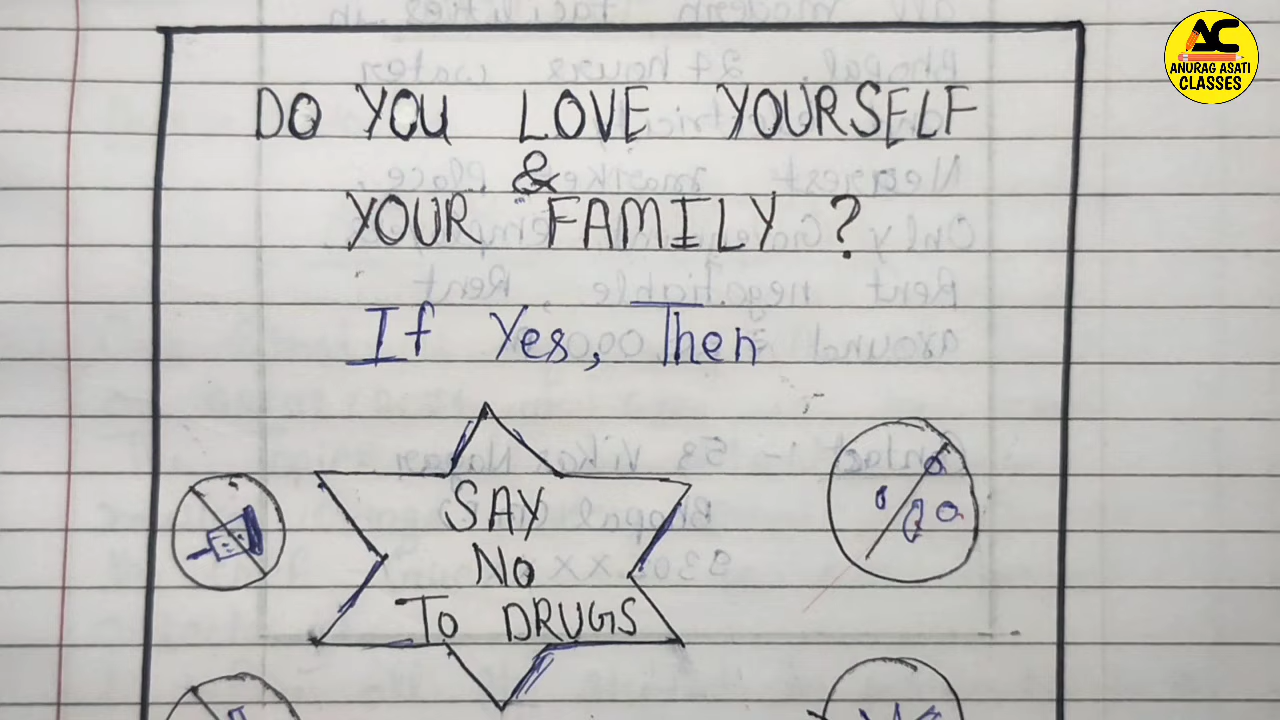 DO YOU LOVE YOURSELF
&
YOUR FAMILY ?
If Yes, Then
SAY
No
To DRUGS
AC
ANURAG ASATI
CLASSES